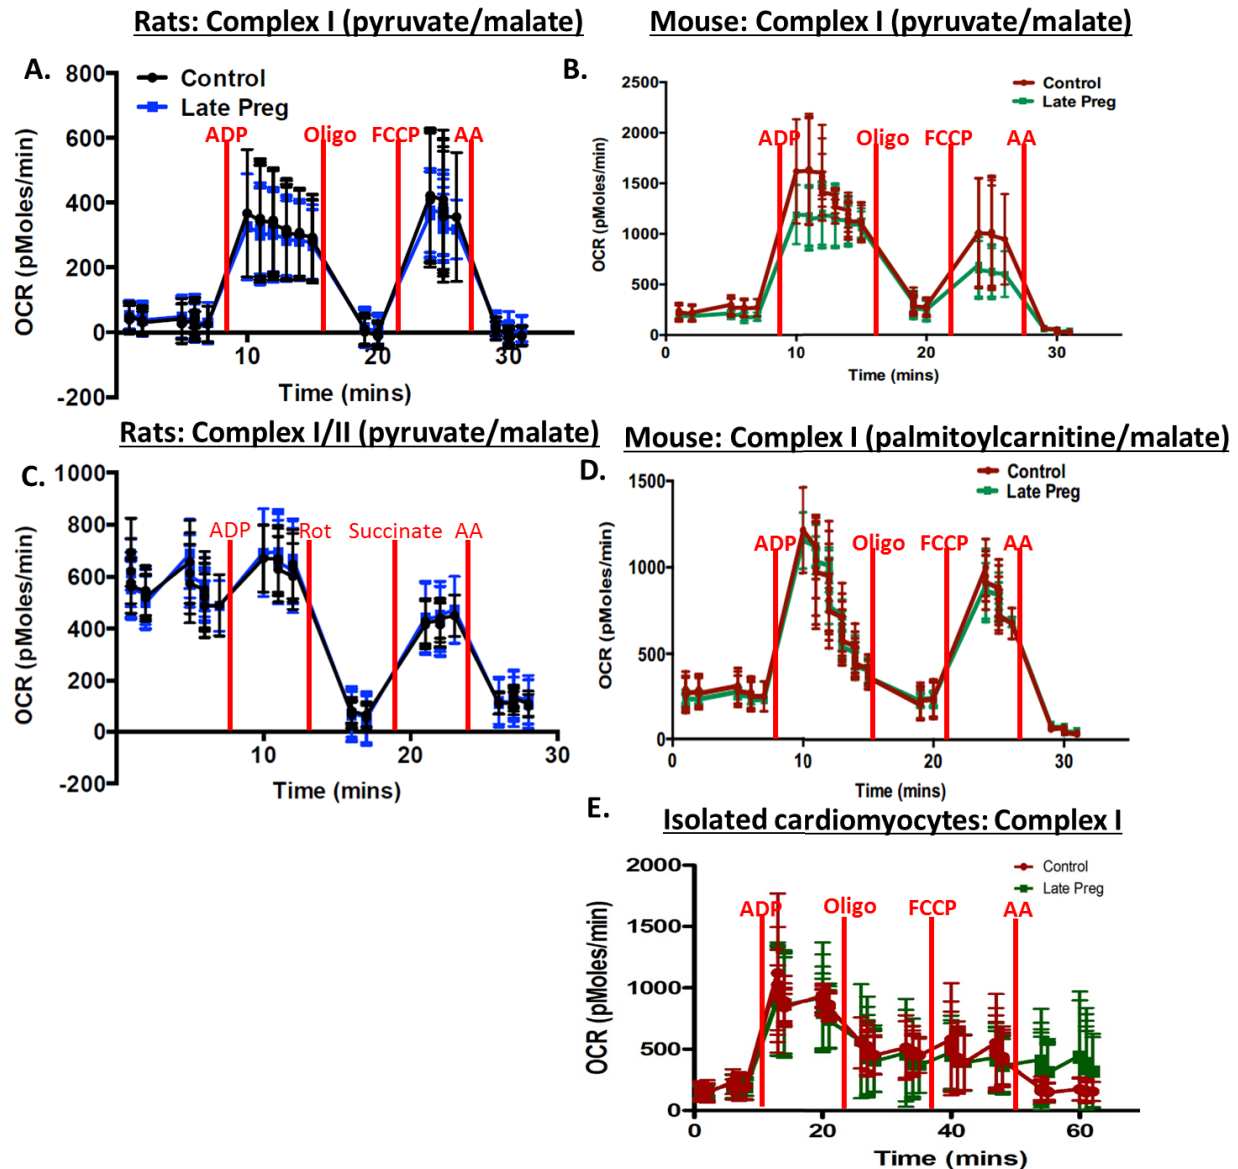 Rats: Complex I (pyruvate/malate)
Mouse: Complex I (pyruvate/malate)
A.
Control
Late Preg
ADP
Oligo
FCCP
AA
OCR (pMoles/min)
800
600
400
200
0
-200
10
20
30
Time (mins)
B.
Control
Late Preg
ADP
Oligo
FCCP
AA
OCR (pMoles/min)
2500
2000
1500
1000
500
0
0
10
20
30
Time (mins)
Rats: Complex I/II (pyruvate/malate)
Mouse: Complex I (palmitoylcarnitine/malate)
C.
ADP
Rot
Succinate
AA
OCR (pMoles/min)
1000
800
600
400
200
0
-200
10
20
30
Time (mins)
D.
Control
Late Preg
ADP
Oligo
FCCP
AA
OCR (pMoles/min)
1500
1000
500
0
0
10
20
30
Time (mins)
E.
Isolated cardiomyocytes: Complex I
Control
Late Preg
ADP
Oligo
FCCP
AA
OCR (pMoles/min)
2000
1500
1000
500
0
0
20
40
60
Time (mins)